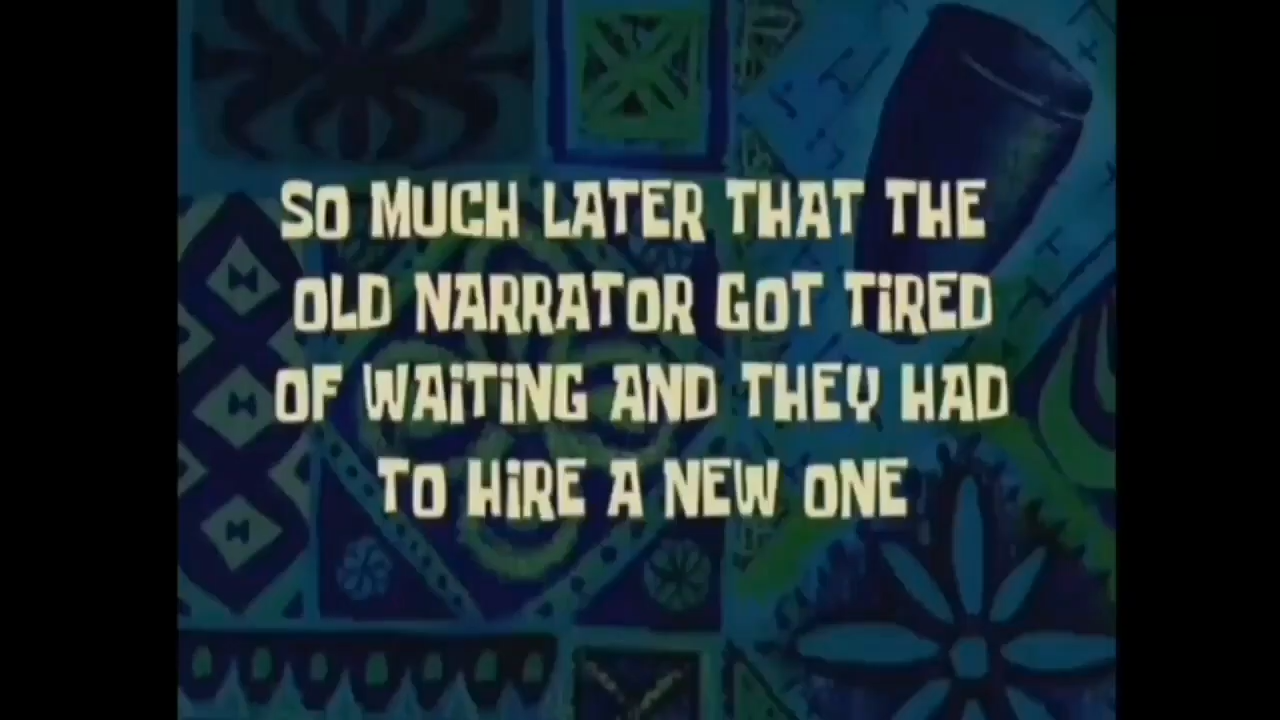 SO MUCH LATER THAT THE
OLD NARRATOR GOT TIRED
OF WAITING AND THEY HAD
TO HIRE A NEW ONE